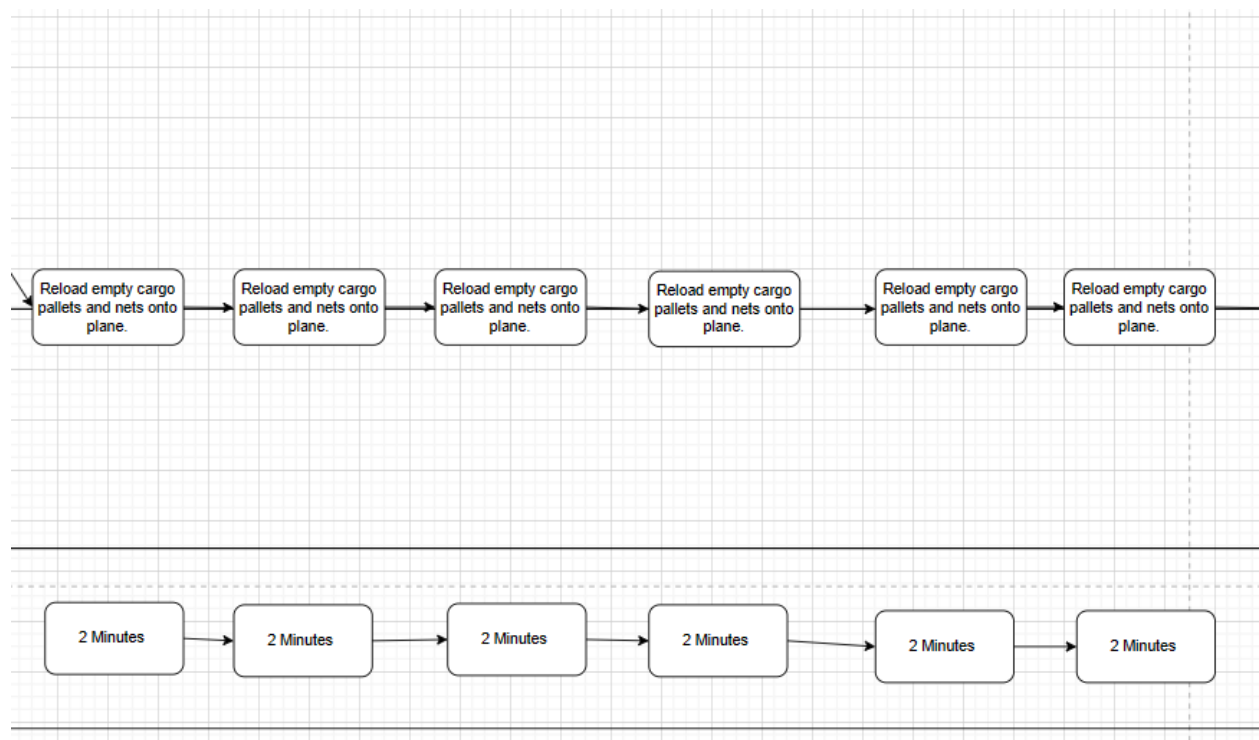 Reload empty cargo
pallets and nets onto
plane.
Reload empty cargo
pallets and nets onto
plane.
Reload empty cargo
pallets and nets onto
plane.
Reload empty cargo
pallets and nets onto
plane.
Reload empty cargo
pallets and nets onto
plane.
Reload empty cargo
pallets and nets onto
plane.
2 Minutes
2 Minutes
2 Minutes
2 Minutes
2 Minutes
2 Minutes